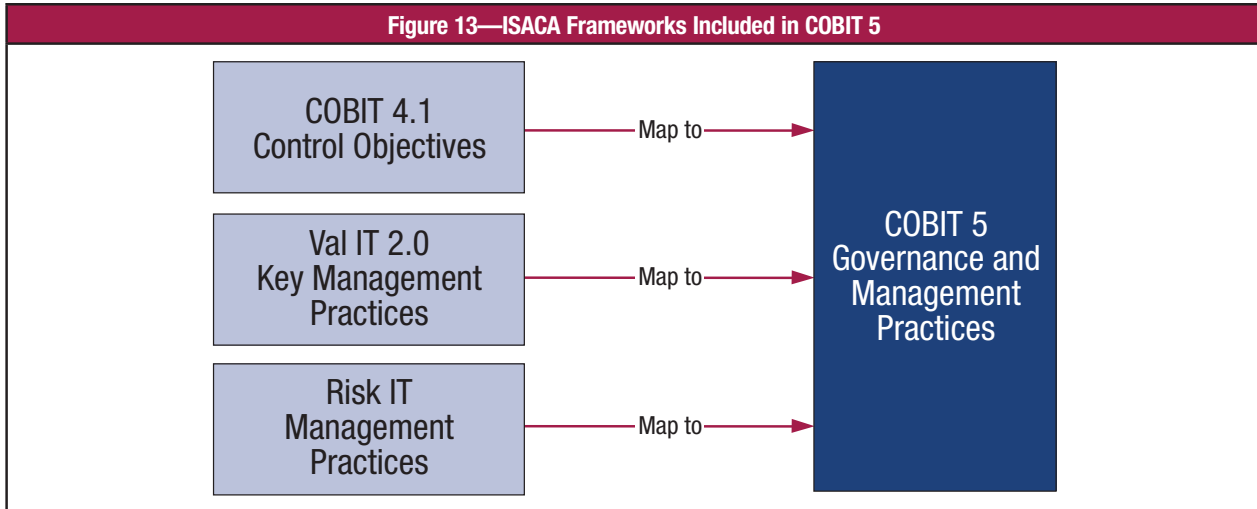 Figure 13—ISACA Frameworks Included in COBIT 5
COBIT 4.1
Control Objectives
Map to
Val IT 2.0
Key Management
Practices
Map to
Risk IT
Management
Practices
Map to
COBIT 5
Governance and
Management
Practices